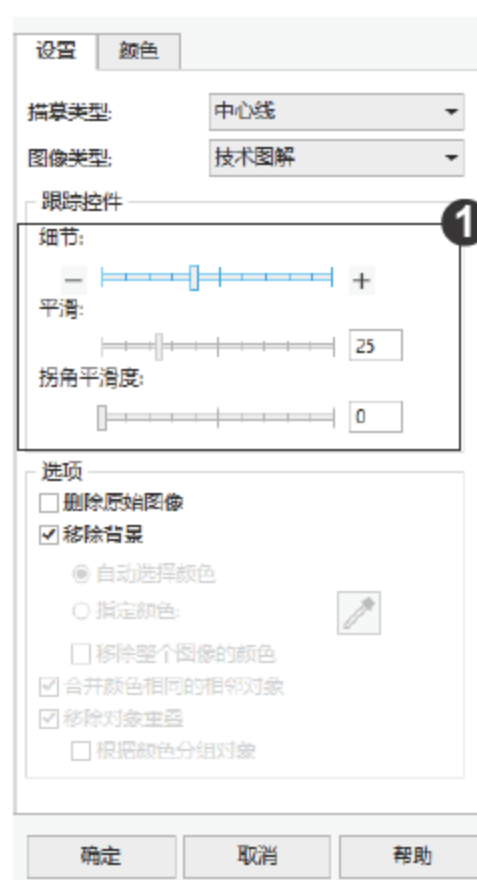 设置 颜色
描摹类型: 中心线
图像类型: 技术图解
跟踪控件
1
细节:
— +
平滑:
25
拐角平滑度:
0
选项
删除原始图像
移除背景
自动选择颜色
指定颜色:
移除整个图像的颜色
合并颜色相同的相邻对象
移除对象重叠
根据颜色分组对象
确定 取消 帮助